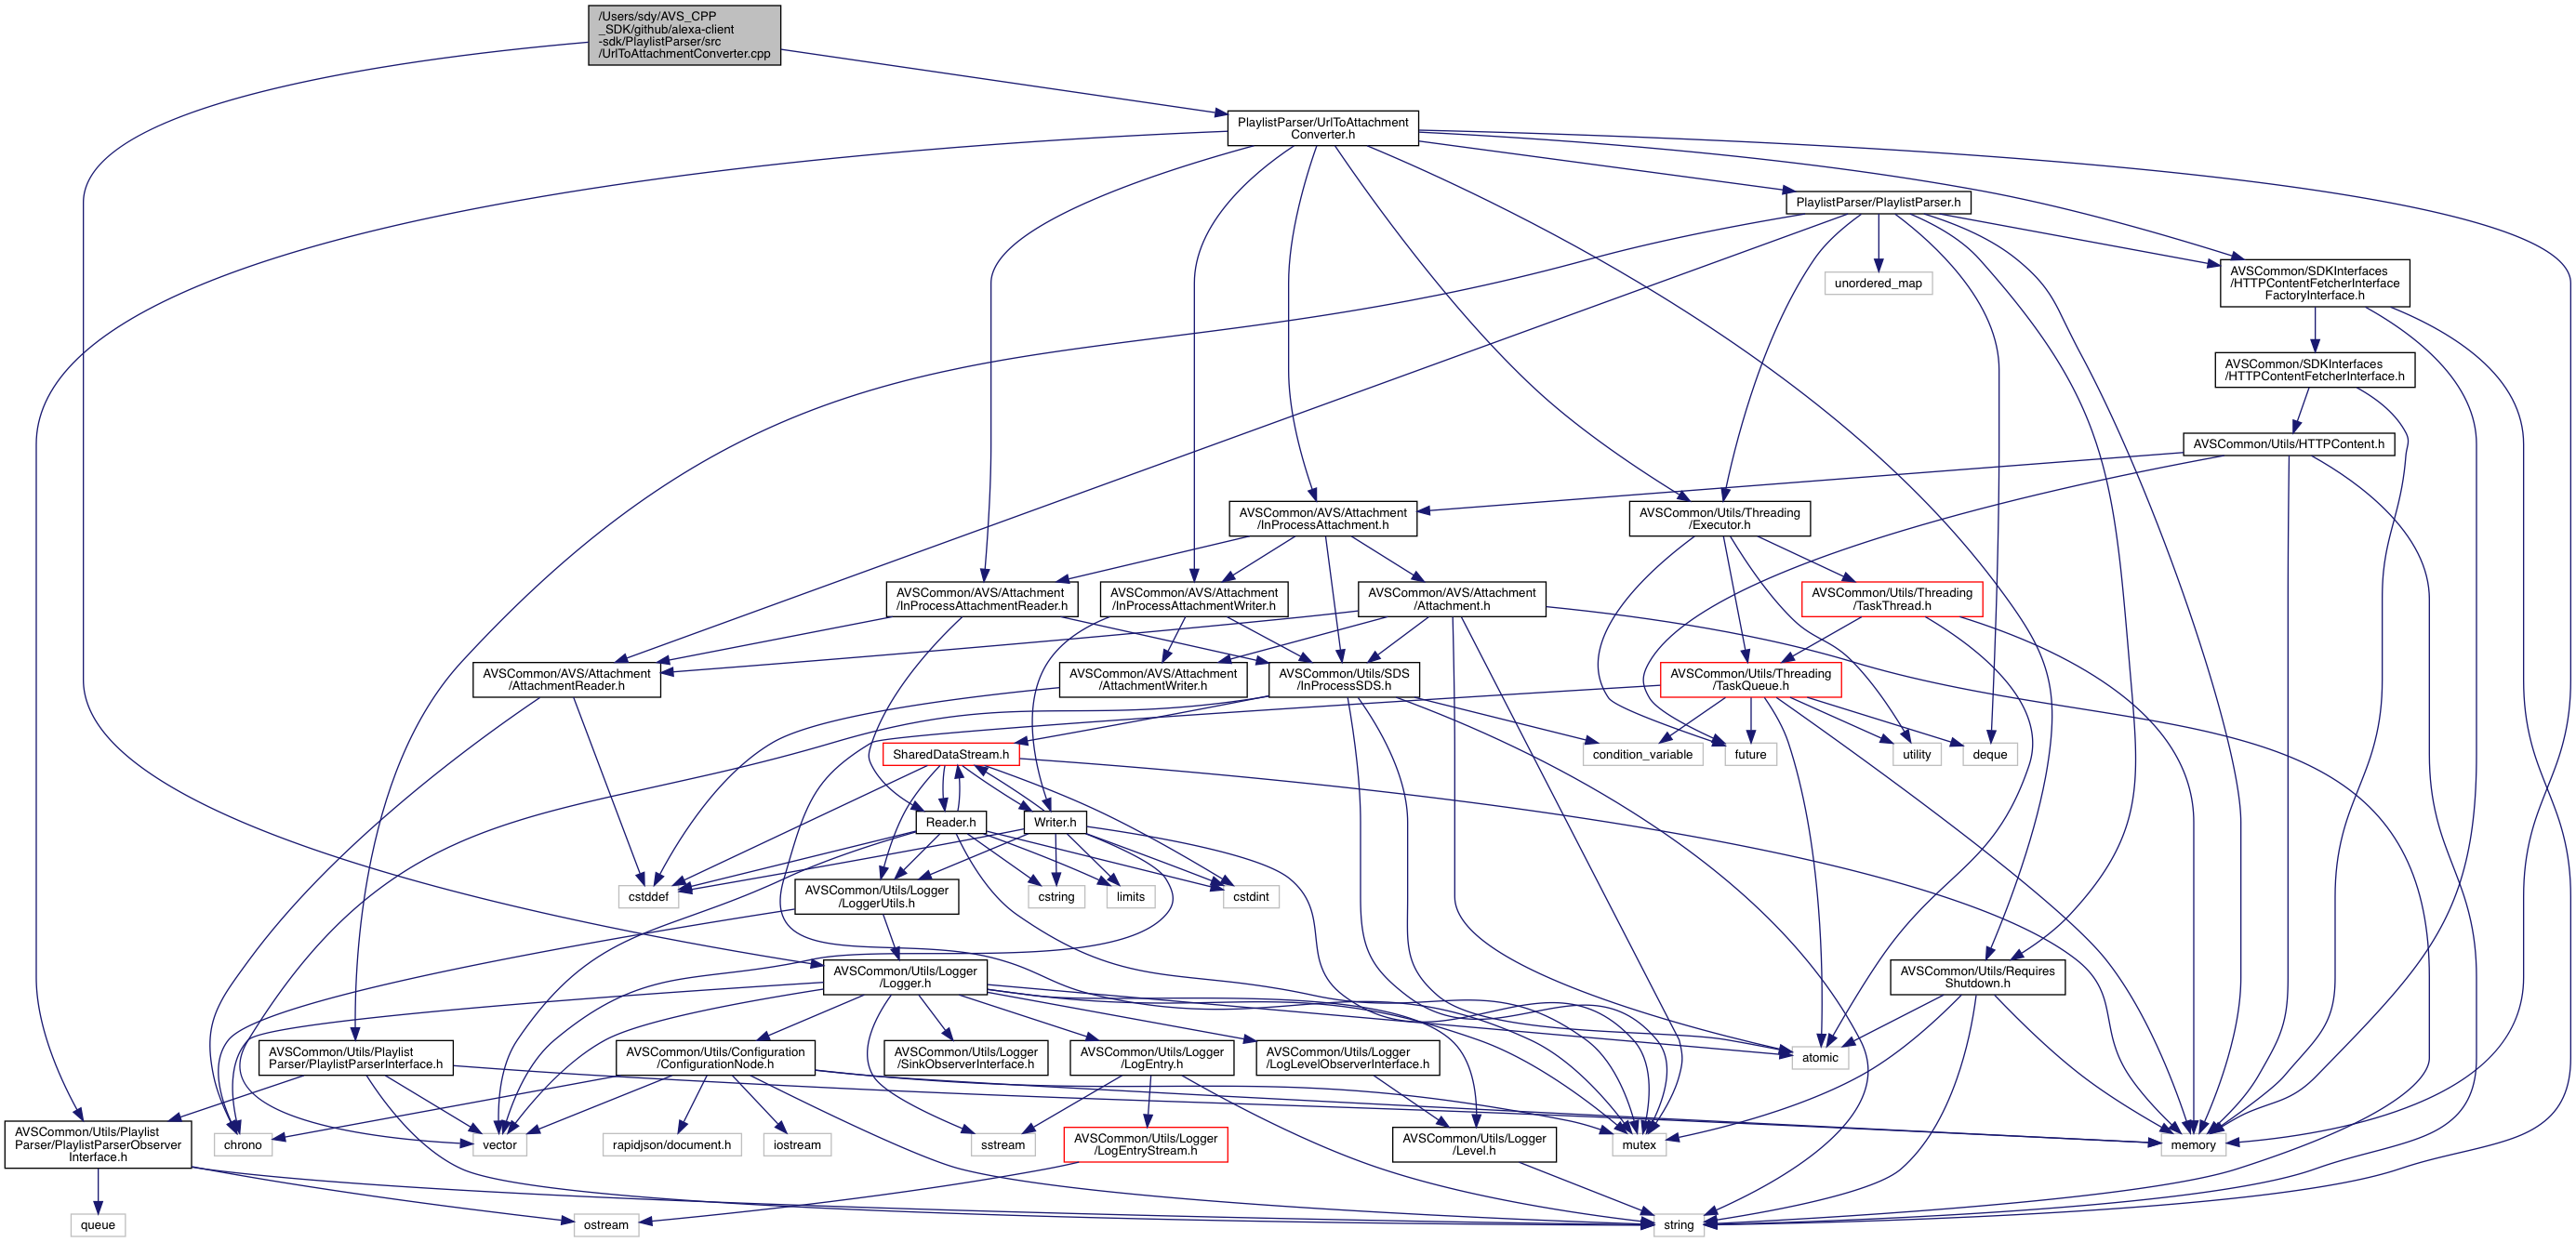 /Users/sdy/AVS_CPP
_SDK/github/alexa-client
-sdk/PlaylistParser/src
/UrlToAttachmentConverter.cpp
PlaylistParser/UrlToAttachment
Converter.h
PlaylistParser/PlaylistParser.h
unordered_map
AVSCommon/SDKInterfaces
/HTTPContentFetcherInterface
FactoryInterface.h
AVSCommon/SDKInterfaces
/HTTPContentFetcherInterface.h
AVSCommon/Utils/HTTPContent.h
AVSCommon/AVS/Attachment
/InProcessAttachment.h
AVSCommon/Utils/Threading
/Executor.h
AVSCommon/AVS/Attachment
/InProcessAttachmentReader.h
AVSCommon/AVS/Attachment
/InProcessAttachmentWriter.h
AVSCommon/AVS/Attachment
/Attachment.h
AVSCommon/Utils/Threading
/TaskThread.h
AVSCommon/AVS/Attachment
/AttachmentReader.h
AVSCommon/AVS/Attachment
/AttachmentWriter.h
AVSCommon/Utils/SDS
/InProcessSDS.h
AVSCommon/Utils/Threading
/TaskQueue.h
SharedDataStream.h
condition_variable
future
utility
deque
Reader.h
Writer.h
cstddef
AVSCommon/Utils/Logger
/LoggerUtils.h
cstring
limits
cstdint
AVSCommon/Utils/Logger
/Logger.h
AVSCommon/Utils/Requires
Shutdown.h
AVSCommon/Utils/Playlist
Parser/PlaylistParserInterface.h
AVSCommon/Utils/Configuration
/ConfigurationNode.h
AVSCommon/Utils/Logger
/SinkObserverInterface.h
AVSCommon/Utils/Logger
/LogEntry.h
AVSCommon/Utils/Logger
/LogLevelObserverInterface.h
atomic
AVSCommon/Utils/Playlist
Parser/PlaylistParserObserver
Interface.h
chrono
vector
rapidjson/document.h
iostream
sstream
AVSCommon/Utils/Logger
/LogEntryStream.h
AVSCommon/Utils/Logger
/Level.h
mutex
memory
queue
ostream
string